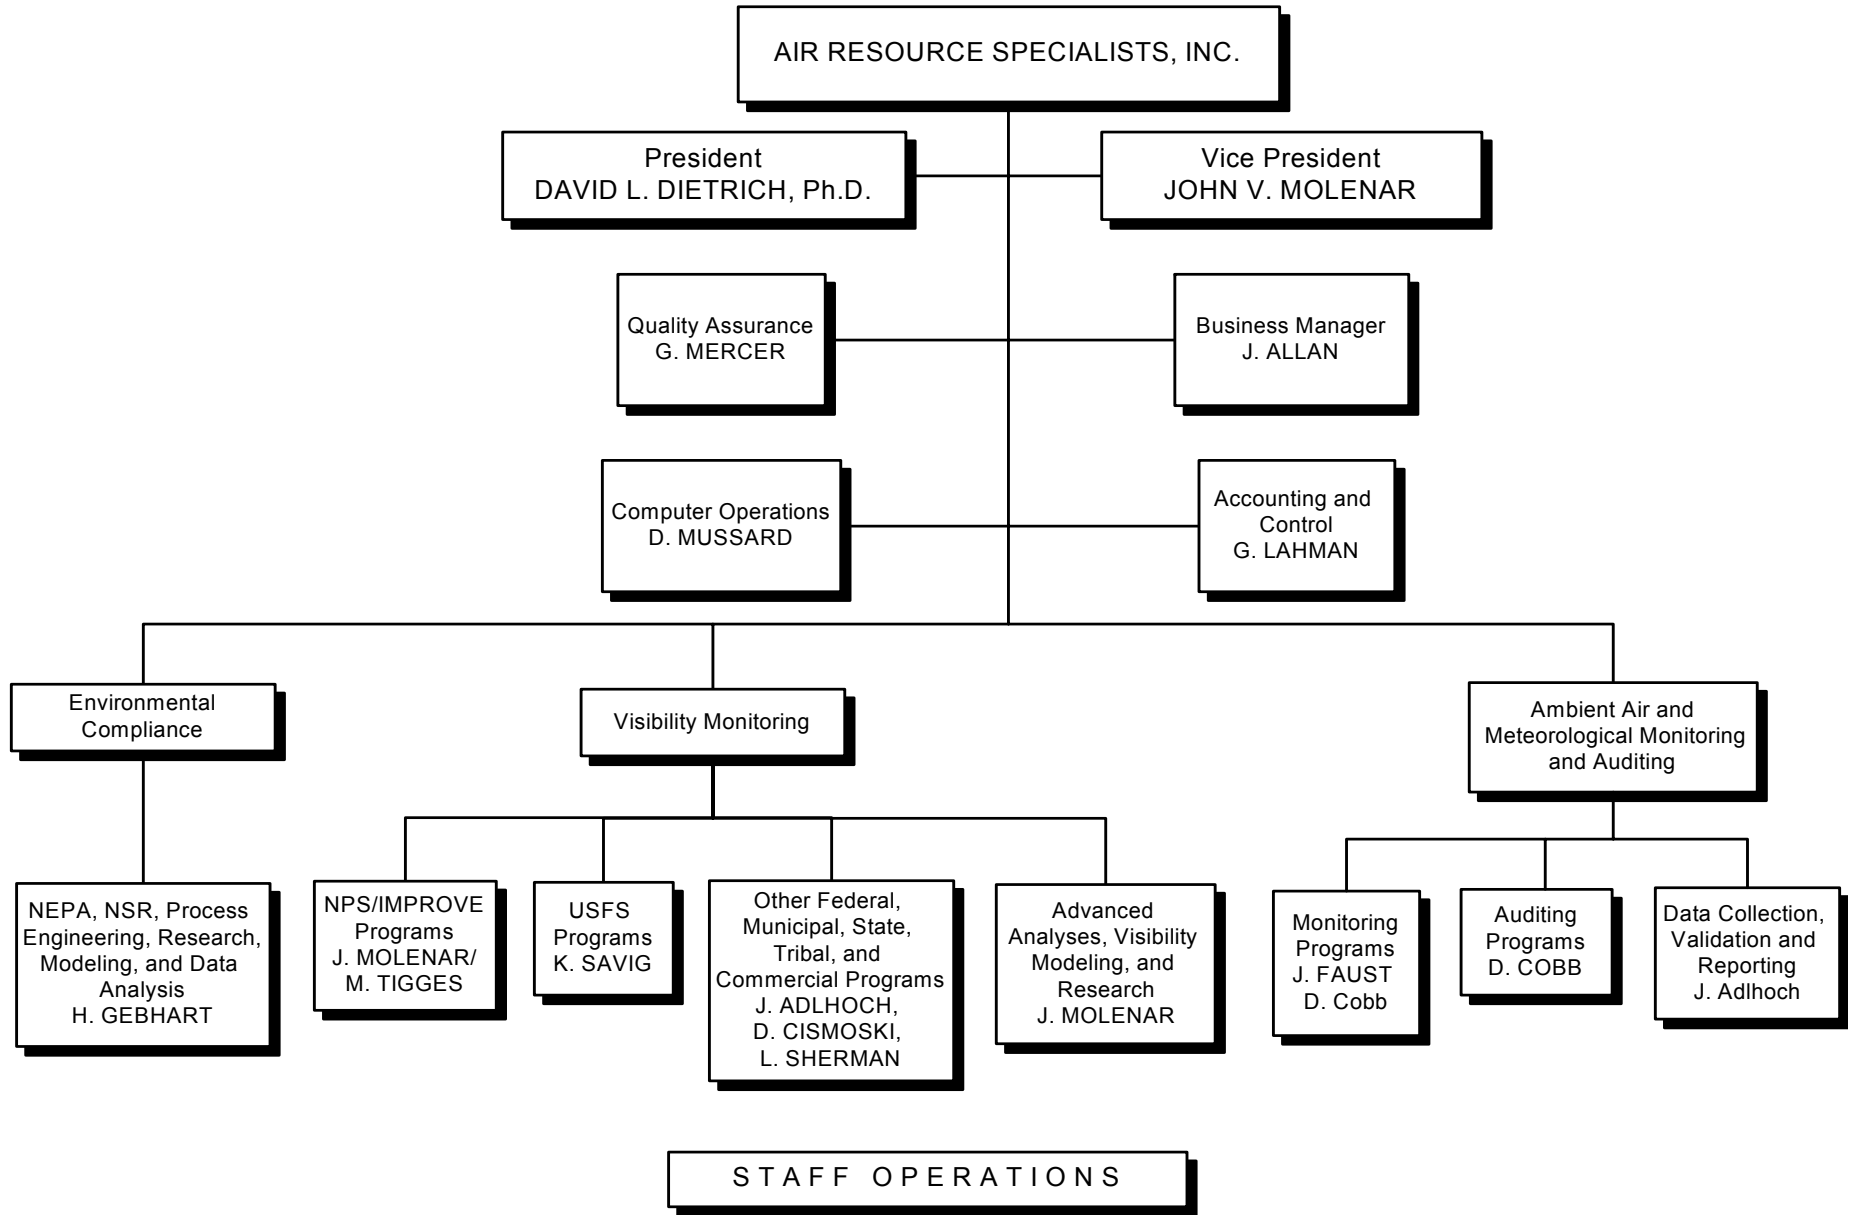 AIR RESOURCE SPECIALISTS, INC.
President
DAVID L. DIETRICH, Ph.D.
Vice President
JOHN V. MOLENAR
Quality Assurance
G. MERCER
Business Manager
J. ALLAN
Computer Operations
D. MUSSARD
Accounting and
Control
G. LAHMAN
Environmental
Compliance
Visibility Monitoring
Ambient Air and
Meteorological Monitoring
and Auditing
NEPA, NSR, Process
Engineering, Research,
Modeling, and Data
Analysis
H. GEBHART
NPS/IMPROVE
Programs
J. MOLENAR/
M. TIGGES
USFS
Programs
K. SAVIG
Other Federal,
Municipal, State,
Tribal, and
Commercial Programs
J. ADLHOCH,
D. CISMOSKI,
L. SHERMAN
Advanced
Analyses, Visibility
Modeling, and
Research
J. MOLENAR
Monitoring
Programs
J. FAUST
D. Cobb
Auditing
Programs
D. COBB
Data Collection,
Validation and
Reporting
J. Adlhoch
STAFF OPERATIONS